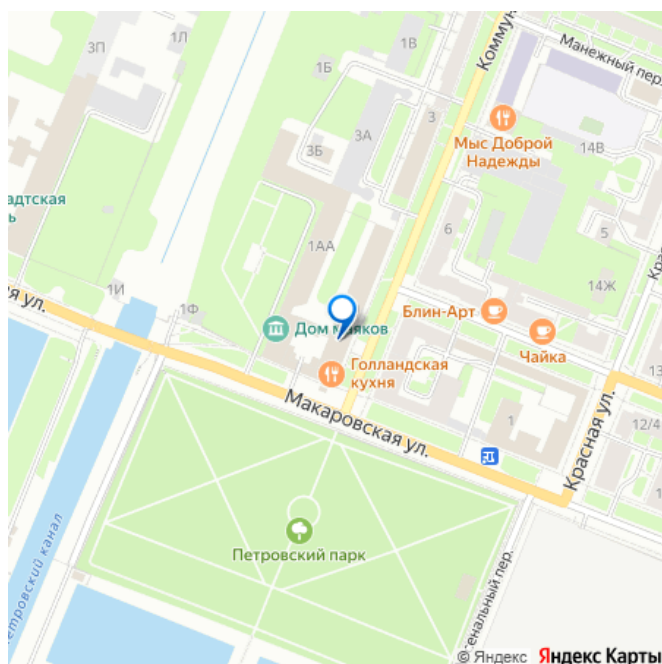 3П
1Л
1В
1Б
Коммун
Манежный пер.
3А
3
3Б
Мыс Доброй
Надежды
14В
адтская
ь
1АА
6
5
Кра
1И
1Ф
14Ж
ая ул.
Дом маяков
Блин-Арт
Чайка
Голландская
кухня
13
Макаровская ул.
1
12/4
Красная ул.
Петровский парк
етровский канал
сенальный пер.
© Яндекс Яндекс Карты